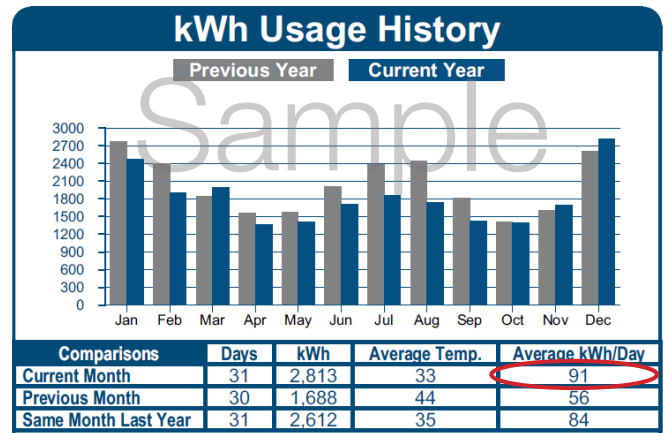 kWh Usage History
Previous Year Current Year
Sample
3000
2700
2400
2100
1800
1500
1200
900
600
300
0
Jan Feb Mar Apr May Jun Jul Aug Sep Oct Nov Dec
Comparisons Days kWh Average Temp. Average kWh/Day
Current Month 31 2,813 33 91
Previous Month 30 1,688 44 56
Same Month Last Year 31 2,612 35 84